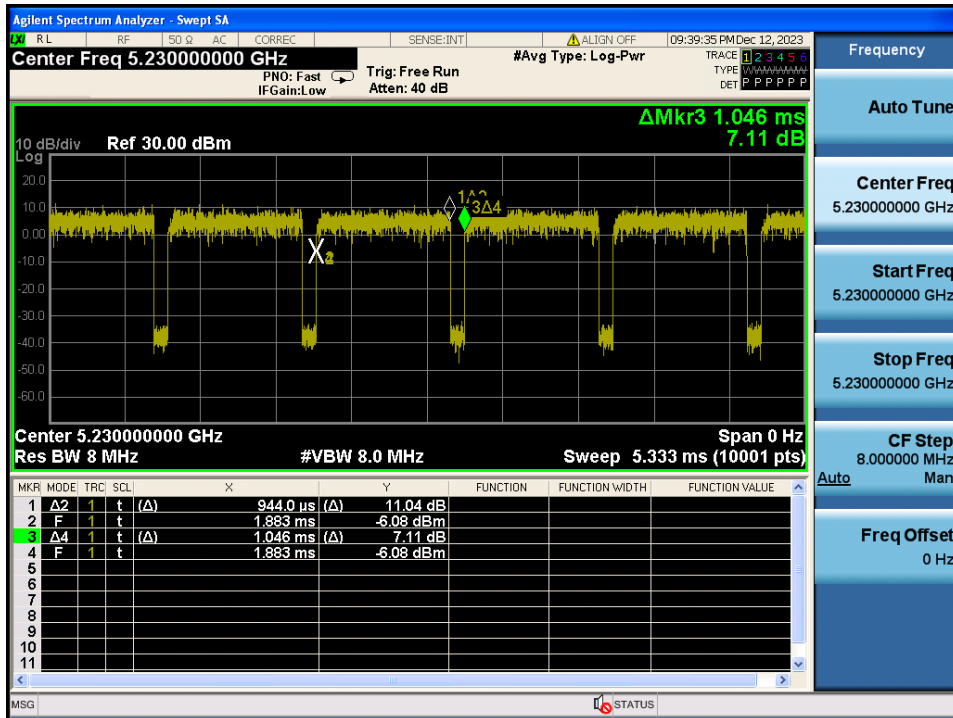 Agilent Spectrum Analyzer - Swept SA
LXI RL RF 50 Ω AC CORREC SENSE:INT ALIGN OFF 09:39:35 PM Dec 12, 2023
Center Freq 5.230000000 GHz
PNO: Fast
IFGain:Low
Trig: Free Run
Atten: 40 dB
#Avg Type: Log-Pwr
TRACE 1 2 3 4 5 6
TYPE WWWWWW
DET P P P P P P
ΔMkr3 1.046 ms
7.11 dB
10 dB/div Ref 30.00 dBm
Log
20.0
10.0
0.00
-10.0
-20.0
-30.0
-40.0
-50.0
-60.0
3Δ4
2
Center 5.230000000 GHz Span 0 Hz
Res BW 8 MHz #VBW 8.0 MHz Sweep 5.333 ms (10001 pts)
MKR MODE TRC SCL X Y FUNCTION FUNCTION WIDTH FUNCTION VALUE
1 Δ2 1 t (Δ) 944.0 µs (Δ) 11.04 dB
2 F 1 t 1.883 ms -6.08 dBm
3 Δ4 1 t (Δ) 1.046 ms (Δ) 7.11 dB
4 F 1 t 1.883 ms -6.08 dBm
5
6
7
8
9
10
11
MSG STATUS
Frequency
Auto Tune
Center Freq
5.230000000 GHz
Start Freq
5.230000000 GHz
Stop Freq
5.230000000 GHz
CF Step
8.000000 MHz
Auto Man
Freq Offset
0 Hz